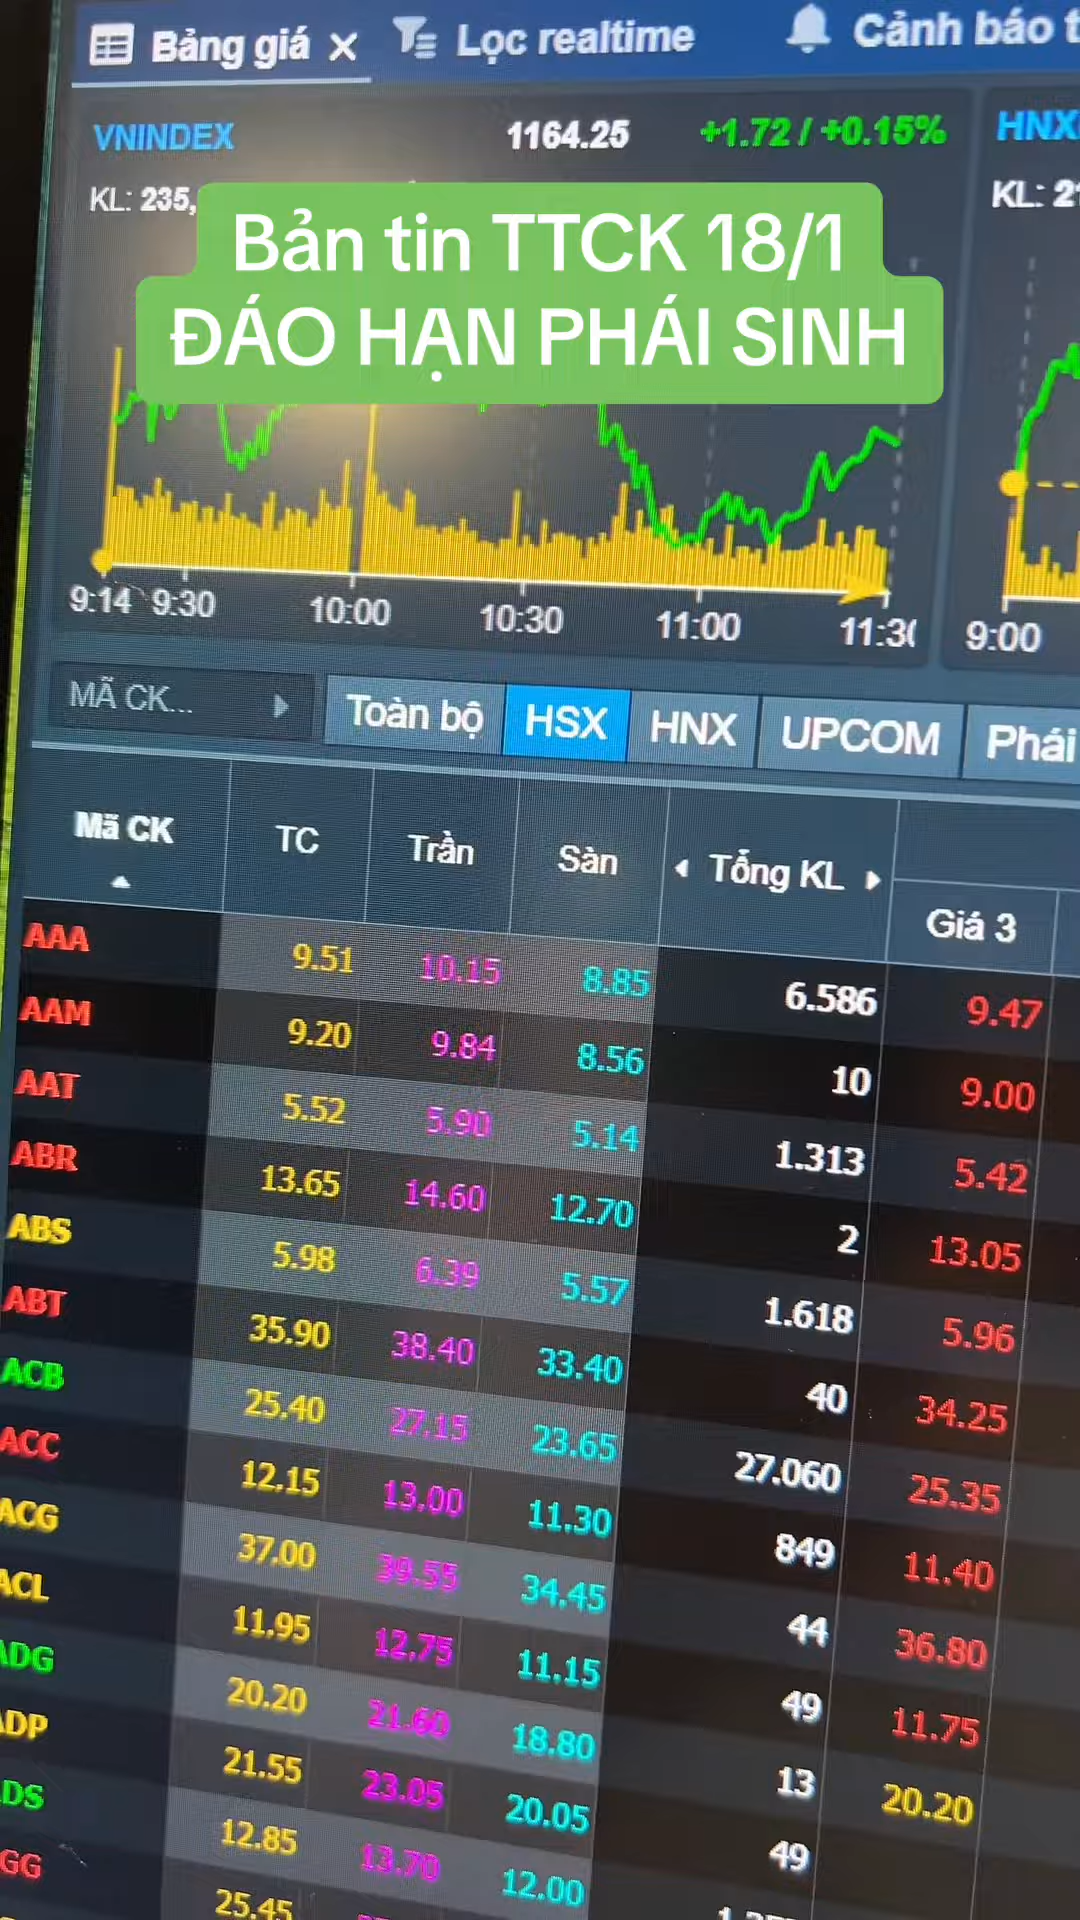 Bảng giá X Lọc realtime Cảnh báo t
VNINDEX 1164.25 +1.72 / +0.15% HNX
KL: 235, KL: 21
Bản tin TTCK 18/1
ĐÁO HẠN PHÁI SINH
9:14 9:30 10:00 10:30 11:00 11:30 9:00
MÃ CK... Toàn bộ HSX HNX UPCOM Phái
Mã CK TC Trần Sàn Tổng KL Giá 3
AAA 9.51 10.15 8.85 6.586 9.47
AAM 9.20 9.84 8.56 10 9.00
AAT 5.52 5.90 5.14 1.313 5.42
ABR 13.65 14.60 12.70 2 13.05
ABS 5.98 6.39 5.57 1.618 5.96
ABT 35.90 38.40 33.40 40 34.25
ACB 25.40 27.15 23.65 27.060 25.35
ACC 12.15 13.00 11.30 849 11.40
ACG 37.00 39.55 34.45 44 36.80
ACL 11.95 12.75 11.15 49 11.75
ADG 20.20 21.60 18.80 13 20.20
ADP 21.55 23.05 20.05 49
DS 12.85 13.70 12.00
GG 25.45